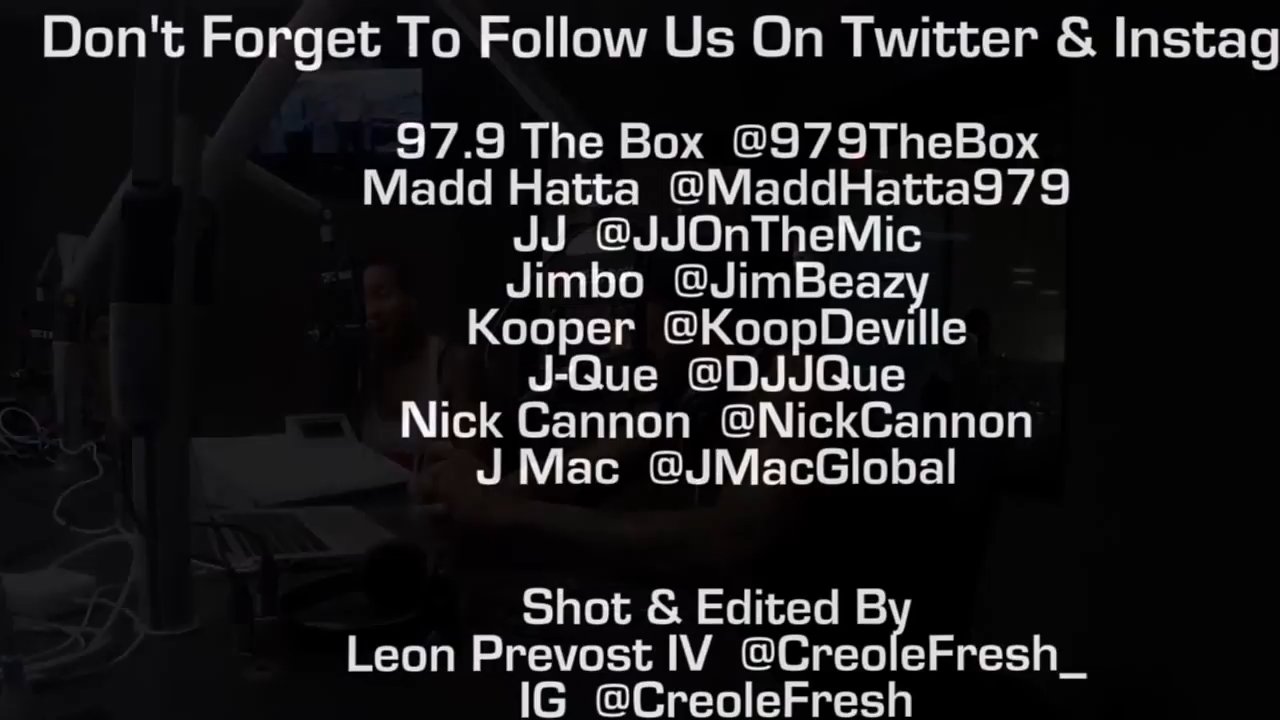 Don't Forget To Follow Us On Twitter & Instag
97.9 The Box @979TheBox
Madd Hatta @MaddHatta979
JJ @JJOnTheMic
Jimbo @JimBeazy
Kooper @KoopDeville
J-Que @DJJQue
Nick Cannon @NickCannon
J Mac @JMacGlobal
Shot & Edited By
Leon Prevost IV @CreoleFresh_
IG @CreoleFresh